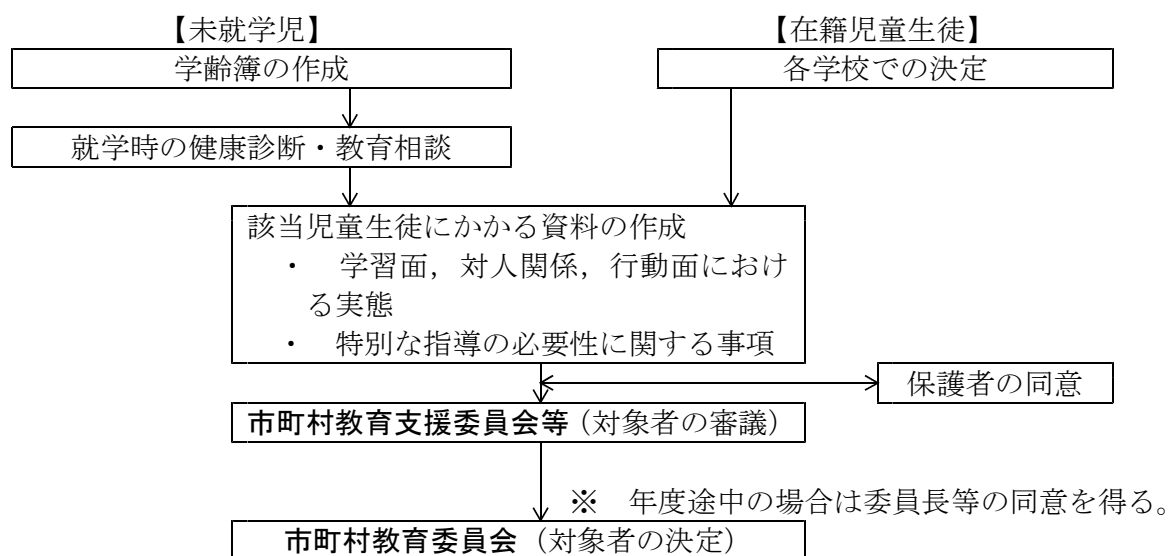 【未就学児】
【在籍児童生徒】
学齢簿の作成
各学校での決定
就学時の健康診断・教育相談
該当児童生徒にかかる資料の作成
・ 学習面，対人関係，行動面におけ
る実態
・ 特別な指導の必要性に関する事項
保護者の同意
市町村教育支援委員会等（対象者の審議）
※ 年度途中の場合は委員長等の同意を得る。
市町村教育委員会（対象者の決定）